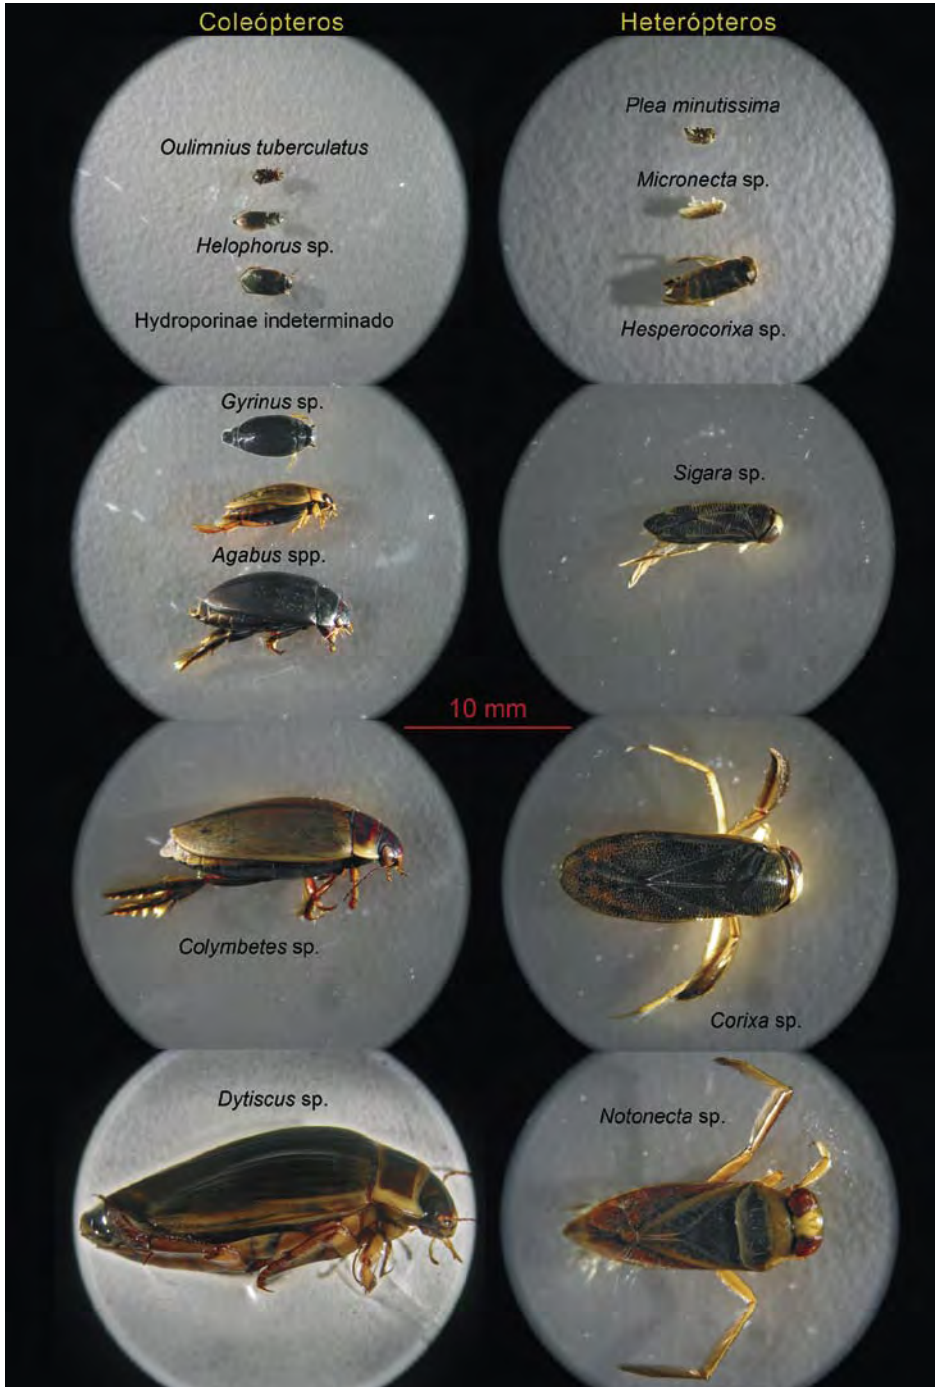 Coleópteros
Oulimnius tuberculatus
Helophorus sp.
Hydroporinae indeterminado
Gyrinus sp.
Agabus spp.
Colymbetes sp.
Dytiscus sp.
Heterópteros
Plea minutissima
Micronecta sp.
Hesperocorixa sp.
Sigara sp.
10 mm
Corixa sp.
Notonecta sp.